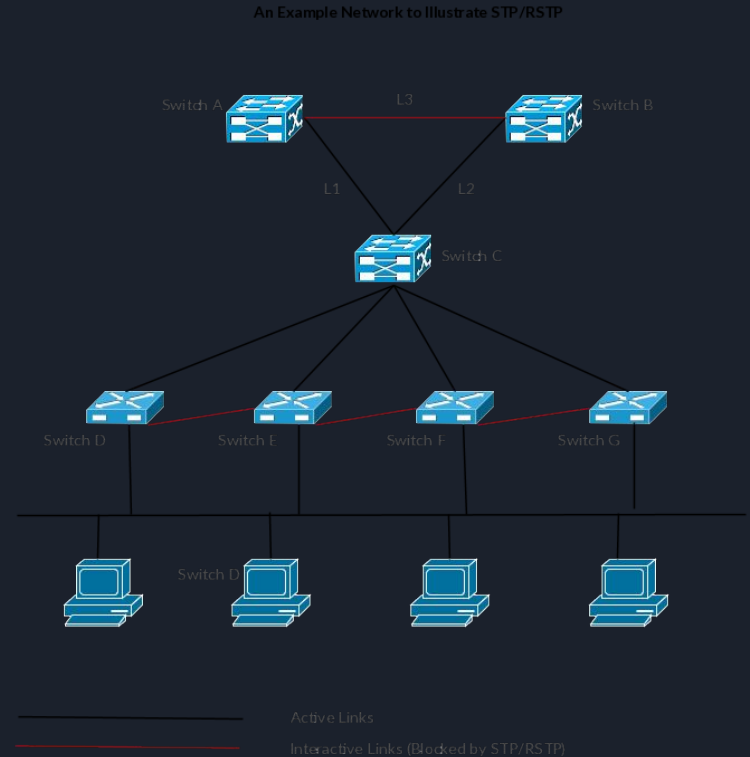 An Example Network to Illustrate STP/RSTP
Switch A
L3
Switch B
L1
L2
Switch C
Switch D
Switch E
Switch F
Switch G
Switch D
Active Links
Interactive Links (Blocked by STP/RSTP)